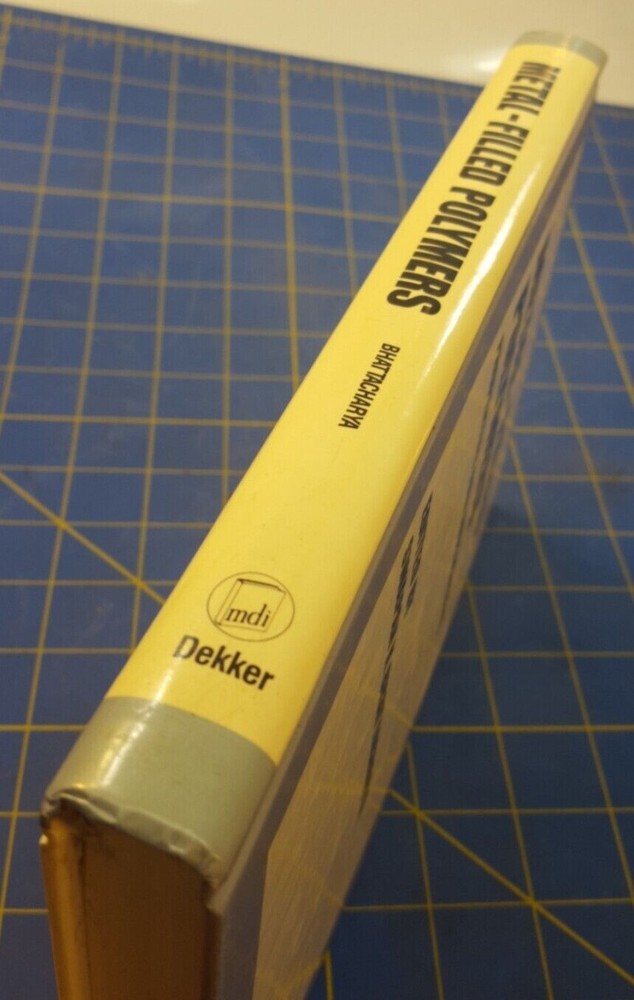 METAL-FILLED POLYMERS
BHATTACHARYA
mdi
Dekker